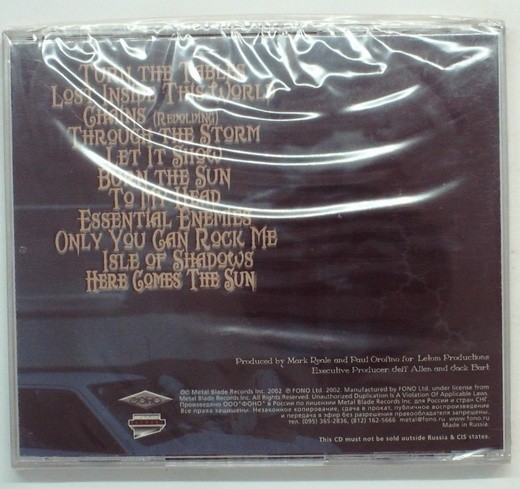 Turn the Tables
Lost Inside This World
Chains (Revolving)
Through the Storm
Let It Show
Burn the Sun
To My Head
Essential Enemies
Only You Can Rock Me
Isle of Shadows
Here Comes The Sun
Produced by Mark Reale and Paul Orofino for Letom Productions
Executive Producer: Jeff Allen and Jack Bart
©℗ Metal Blade Records Inc. 2002 ℗ FONO Ltd. 2002. Manufactured by FONO Ltd. under license from
Metal Blade Records Inc. All Rights Reserved. Unauthorized Duplication Is A Violation Of Applicable Laws.
Произведено ООО "ФОНО" в России по лицензии Metal Blade Records Inc. для России и стран СНГ.
Все права защищены. Незаконное копирование, сдача в прокат, публичное воспроизведение
и передача в эфир без разрешения правообладателя запрещены.
тел. (095) 365-2836, (812) 162-5666 metal@fono.ru www.fono.ru
Made in Russia.
This CD must not be sold outside Russia & CIS states.